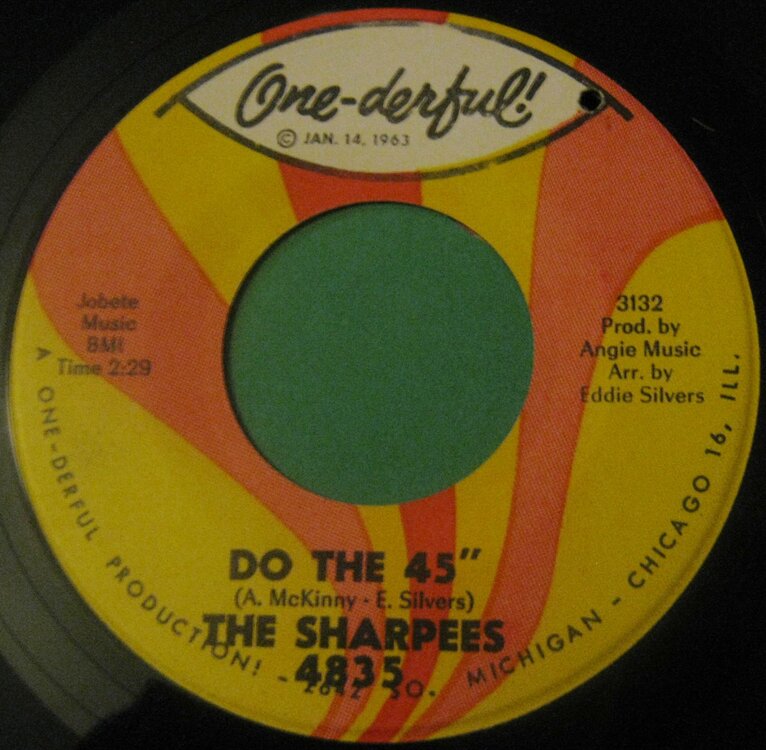 One-derful!
© JAN. 14, 1963
Jobete
Music
BMI
Time 2:29
3132
Prod. by
Angie Music
Arr. by
Eddie Silvers
DO THE 45"
(A. McKinny - E. Silvers)
THE SHARPEES
4835
A ONE-DERFUL PRODUCTION! - 2642 SO. MICHIGAN - CHICAGO 16, ILL.